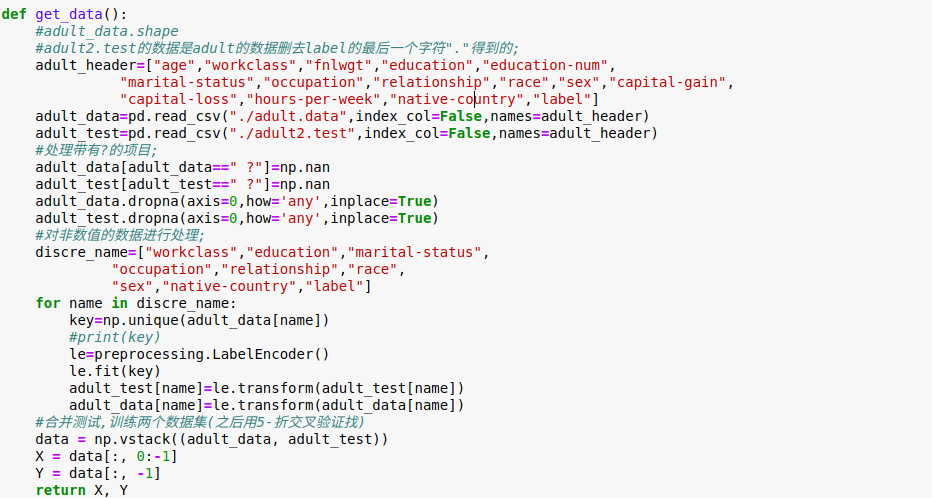 def get_data():
    #adult_data.shape
    #adult2.test的数据是adult的数据删去label的最后一个字符"."得到的;
    adult_header=["age","workclass","fnlwgt","education","education-num",
              "marital-status","occupation","relationship","race","sex","capital-gain",
              "capital-loss","hours-per-week","native-country","label"]
    adult_data=pd.read_csv("./adult.data",index_col=False,names=adult_header)
    adult_test=pd.read_csv("./adult2.test",index_col=False,names=adult_header)
    #处理带有?的项目;
    adult_data[adult_data==" ?"]=np.nan
    adult_test[adult_test==" ?"]=np.nan
    adult_data.dropna(axis=0,how='any',inplace=True)
    adult_test.dropna(axis=0,how='any',inplace=True)
    #对非数值的数据进行处理;
    discre_name=["workclass","education","marital-status",
             "occupation","relationship","race",
             "sex","native-country","label"]
    for name in discre_name:
        key=np.unique(adult_data[name])
        #print(key)
        le=preprocessing.LabelEncoder()
        le.fit(key)
        adult_test[name]=le.transform(adult_test[name])
        adult_data[name]=le.transform(adult_data[name])
    #合并测试,训练两个数据集(之后用5-折交叉验证找)
    data = np.vstack((adult_data, adult_test))
    X = data[:, 0:-1]
    Y = data[:, -1]
    return X, Y